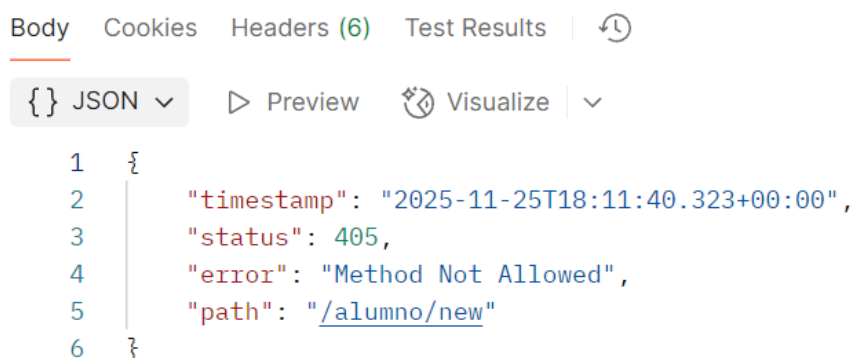 Body Cookies Headers (6) Test Results
{} JSON Preview Visualize
1 {
2 "timestamp": "2025-11-25T18:11:40.323+00:00",
3 "status": 405,
4 "error": "Method Not Allowed",
5 "path": "/alumno/new"
6 }